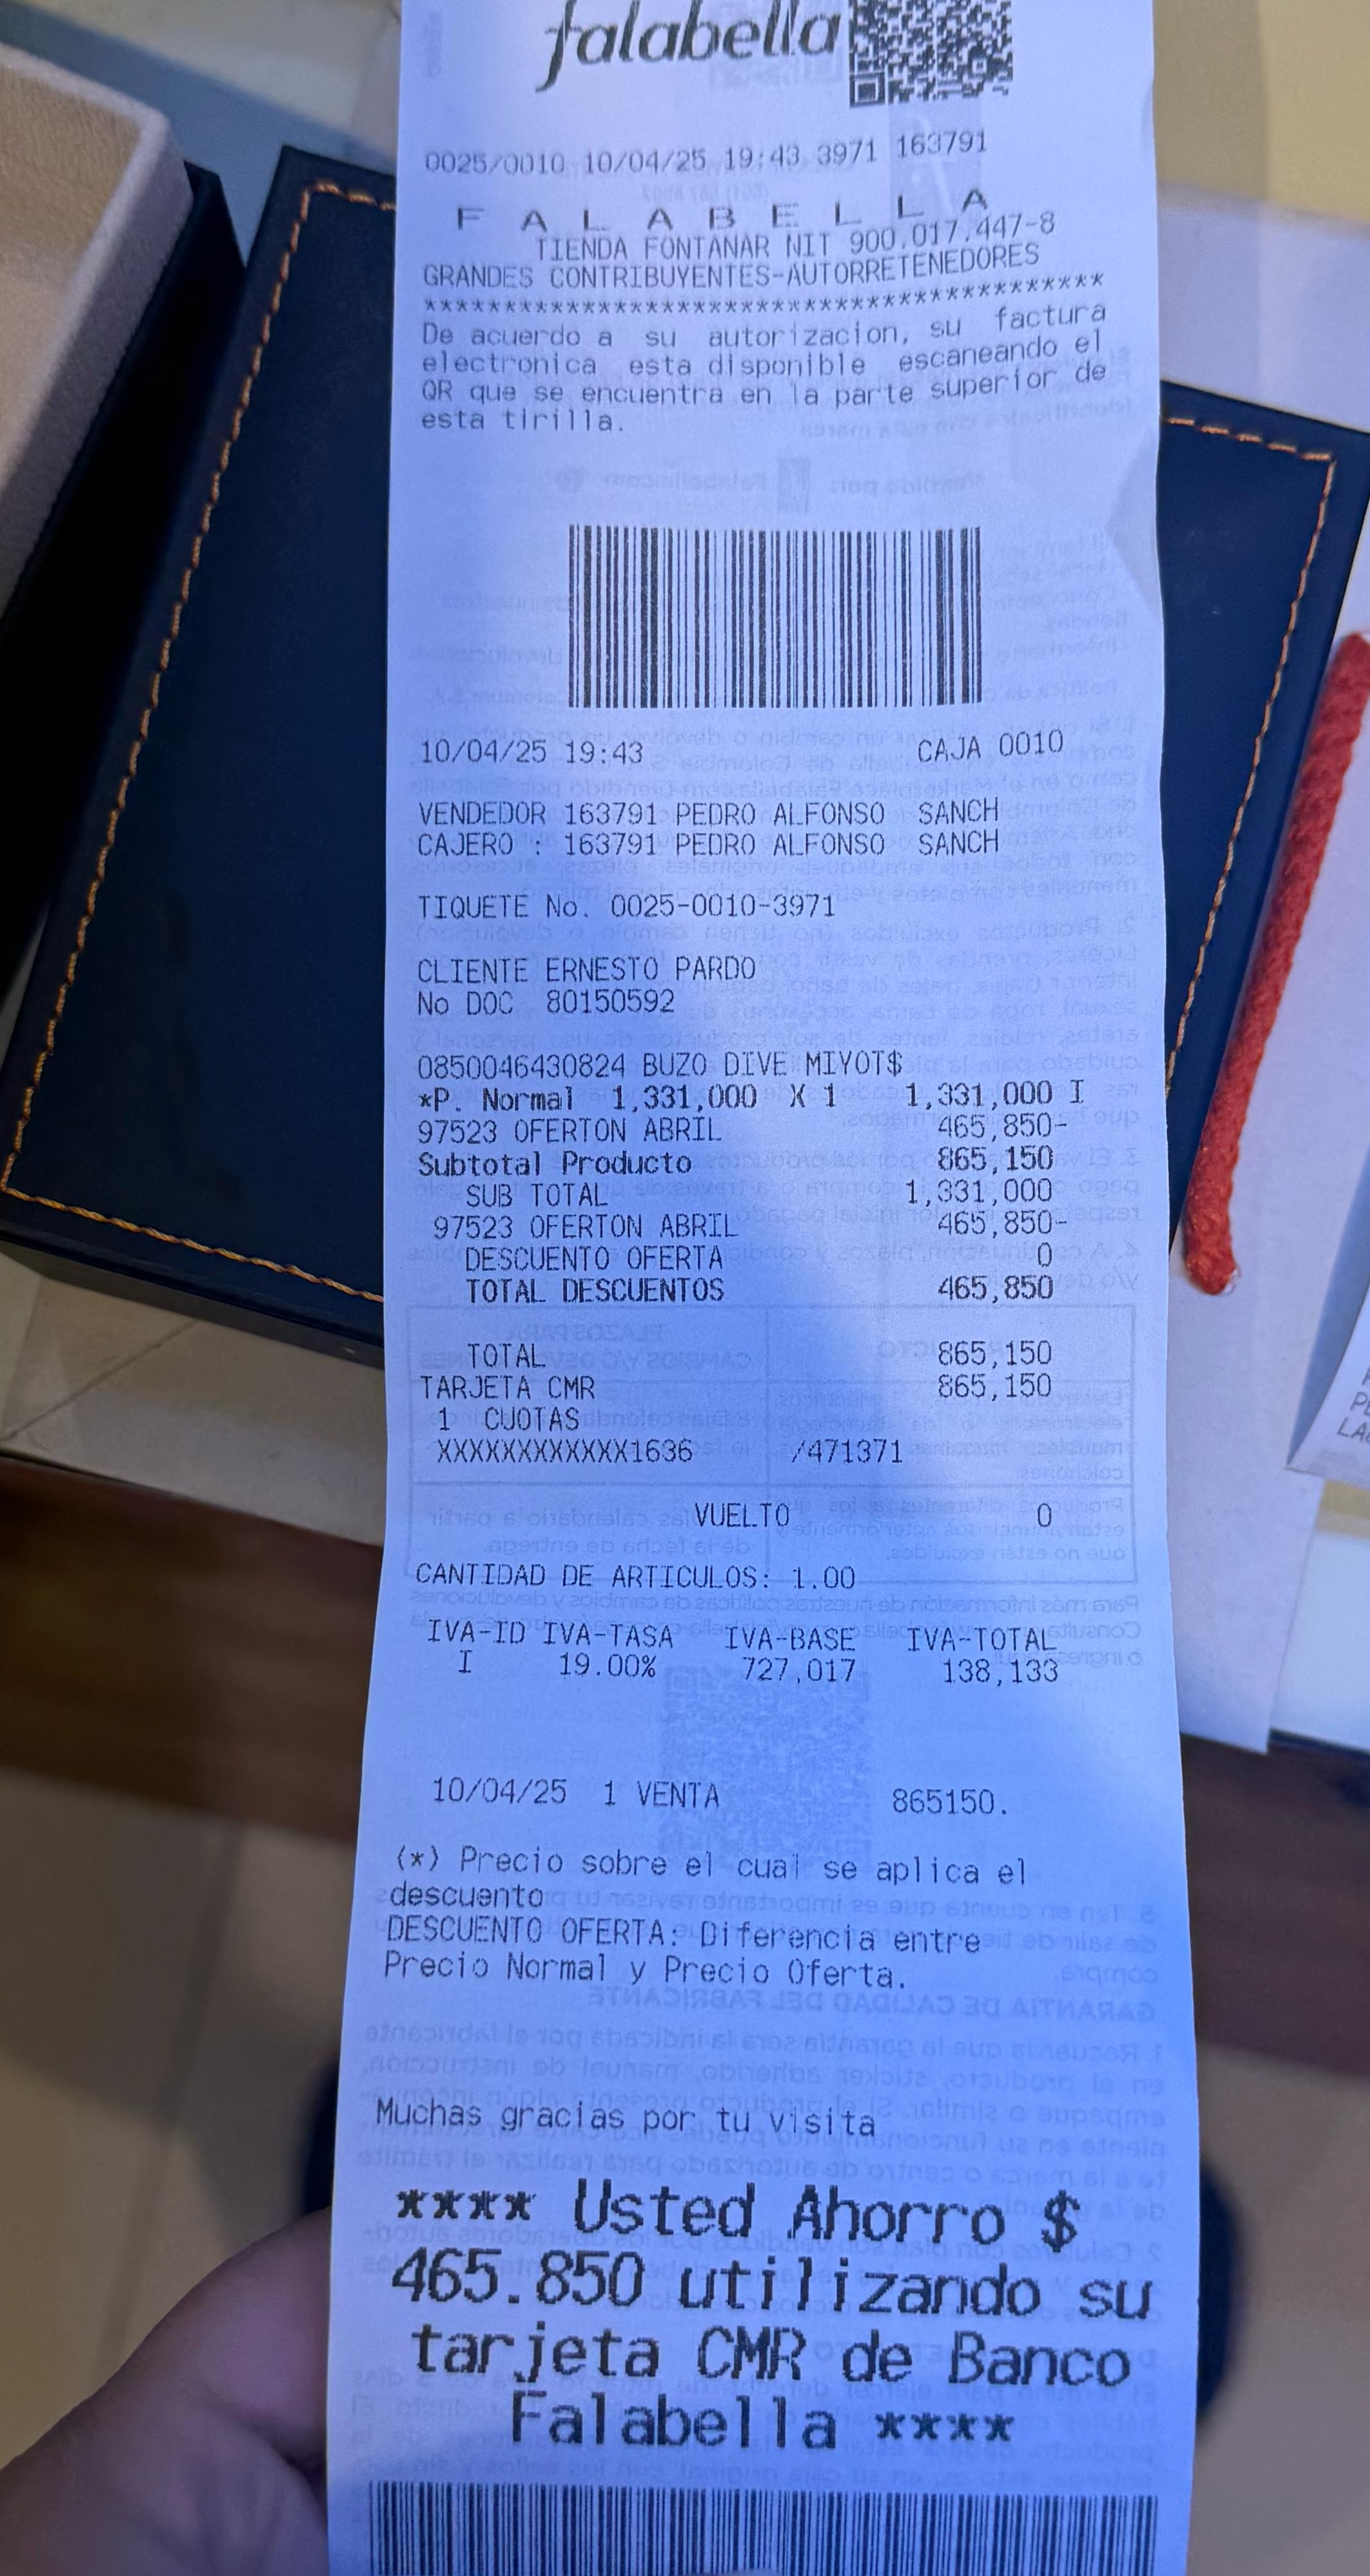 falabella
0025/0010 10/04/25 19:43 3971 163791
F A L A B E L L A
TIENDA FONTANAR NIT 900.017.447-8
GRANDES CONTRIBUYENTES-AUTORRETENEDORES
******************************************
De acuerdo a su autorizacion, su factura
electronica esta disponible escaneando el
QR que se encuentra en la parte superior de
esta tirilla.
10/04/25 19:43 CAJA 0010
VENDEDOR 163791 PEDRO ALFONSO SANCH
CAJERO : 163791 PEDRO ALFONSO SANCH
TIQUETE No. 0025-0010-3971
CLIENTE ERNESTO PARDO
No DOC 80150592
0850046430824 BUZO DIVE MIYOT$
*P. Normal 1,331,000 X 1 1,331,000 I
97523 OFERTON ABRIL 465,850-
Subtotal Producto 865,150
SUB TOTAL 1,331,000
97523 OFERTON ABRIL 465,850-
DESCUENTO OFERTA 0
TOTAL DESCUENTOS 465,850
TOTAL 865,150
TARJETA CMR 865,150
1 CUOTAS
XXXXXXXXXXXX1636 /471371
VUELTO 0
CANTIDAD DE ARTICULOS: 1.00
IVA-ID IVA-TASA IVA-BASE IVA-TOTAL
I 19.00% 727,017 138,133
10/04/25 1 VENTA 865150.
(*) Precio sobre el cual se aplica el
descuento
DESCUENTO OFERTA: Diferencia entre
Precio Normal y Precio Oferta.
Muchas gracias por tu visita
**** Usted Ahorro $
465.850 utilizando su
tarjeta CMR de Banco
Falabella ****